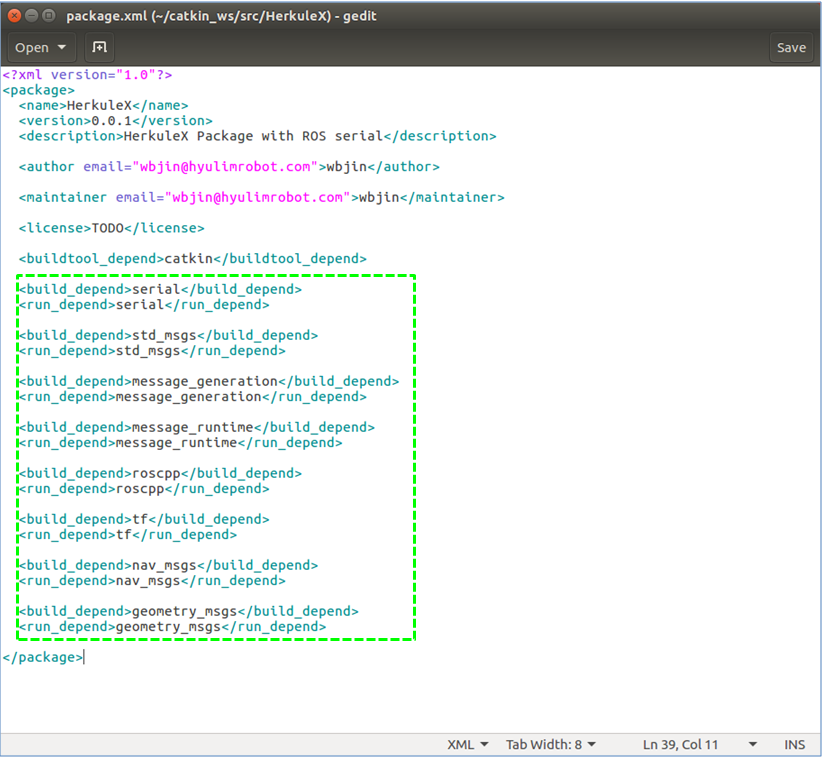 package.xml (~/catkin_ws/src/HerkuleX) - gedit
Open
Save
<?xml version="1.0"?>
<package>
  <name>HerkuleX</name>
  <version>0.0.1</version>
  <description>HerkuleX Package with ROS serial</description>

  <author email="wbjin@hyulimrobot.com">wbjin</author>

  <maintainer email="wbjin@hyulimrobot.com">wbjin</maintainer>

  <license>TODO</license>

  <buildtool_depend>catkin</buildtool_depend>

  <build_depend>serial</build_depend>
  <run_depend>serial</run_depend>

  <build_depend>std_msgs</build_depend>
  <run_depend>std_msgs</run_depend>

  <build_depend>message_generation</build_depend>
  <run_depend>message_generation</run_depend>

  <build_depend>message_runtime</build_depend>
  <run_depend>message_runtime</run_depend>

  <build_depend>roscpp</build_depend>
  <run_depend>roscpp</run_depend>

  <build_depend>tf</build_depend>
  <run_depend>tf</run_depend>

  <build_depend>nav_msgs</build_depend>
  <run_depend>nav_msgs</run_depend>

  <build_depend>geometry_msgs</build_depend>
  <run_depend>geometry_msgs</run_depend>

</package>
XML Tab Width: 8 Ln 39, Col 11 INS